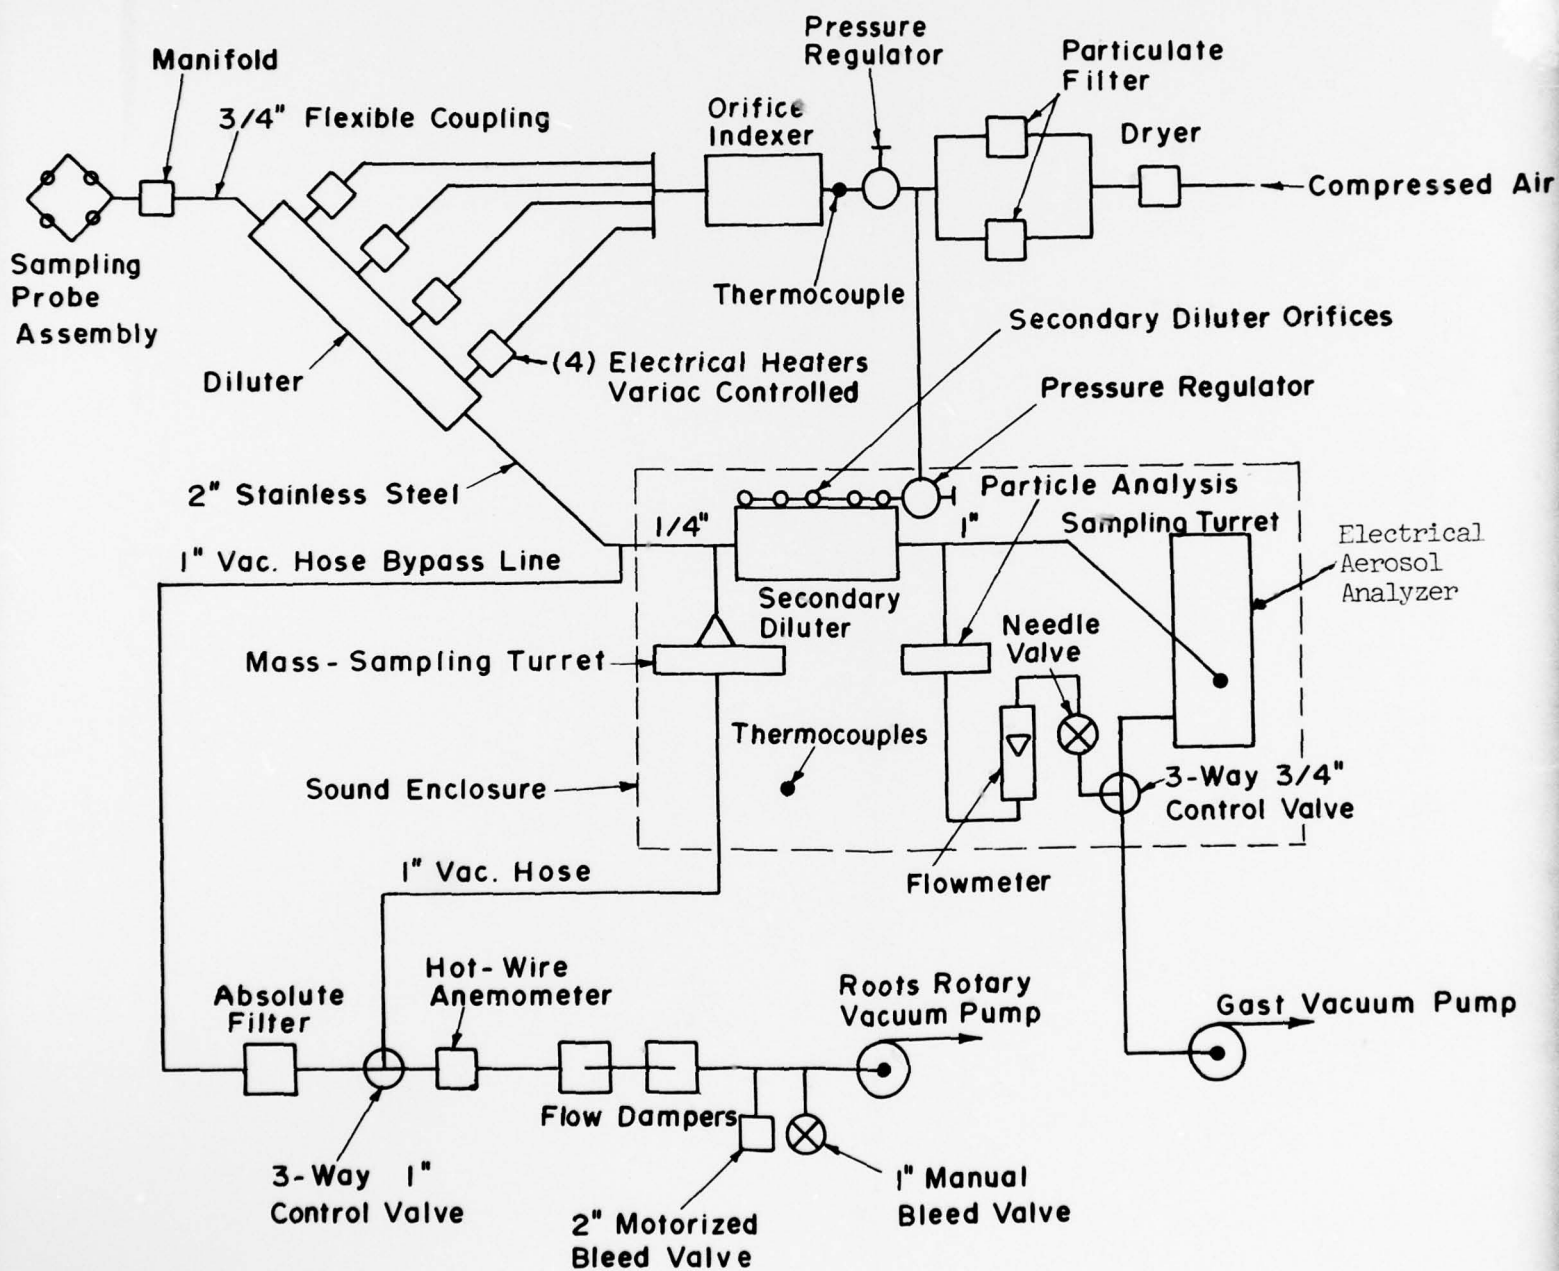 Pressure
Regulator
Manifold
Particulate
Filter
3/4" Flexible Coupling
Orifice
Indexer
Dryer
Compressed Air
Sampling
Probe
Assembly
Thermocouple
Secondary Diluter Orifices
Diluter
(4) Electrical Heaters
Variac Controlled
Pressure Regulator
2" Stainless Steel
Particle Analysis
Sampling Turret
1/4"
1"
Electrical
Aerosol
Analyzer
1" Vac. Hose Bypass Line
Secondary
Diluter
Needle
Valve
Mass-Sampling Turret
Thermocouples
Sound Enclosure
3-Way 3/4"
Control Valve
1" Vac. Hose
Flowmeter
Hot-Wire
Anemometer
Absolute
Filter
Roots Rotary
Vacuum Pump
Gast Vacuum Pump
Flow Dampers
3-Way 1"
Control Valve
1" Manual
Bleed Valve
2" Motorized
Bleed Valve